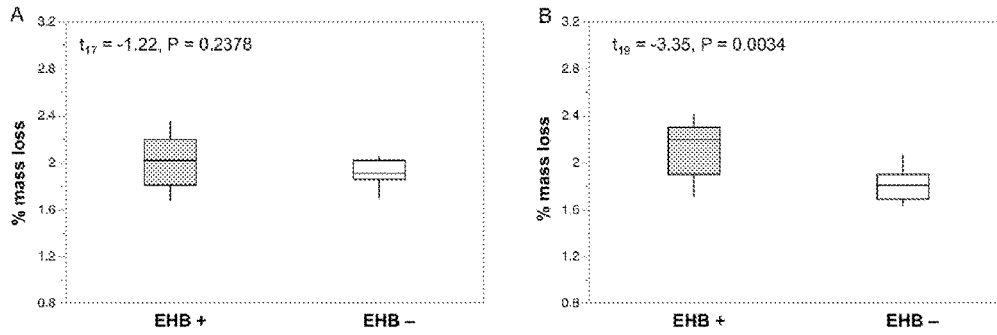 A
3.2
2.8
2.4
2
1.6
1.2
0.8
% mass loss
t17 = -1.22, P = 0.2378
EHB +
EHB –
B
3.2
2.8
2.4
2
1.6
1.2
0.8
% mass loss
t19 = -3.35, P = 0.0034
EHB +
EHB –